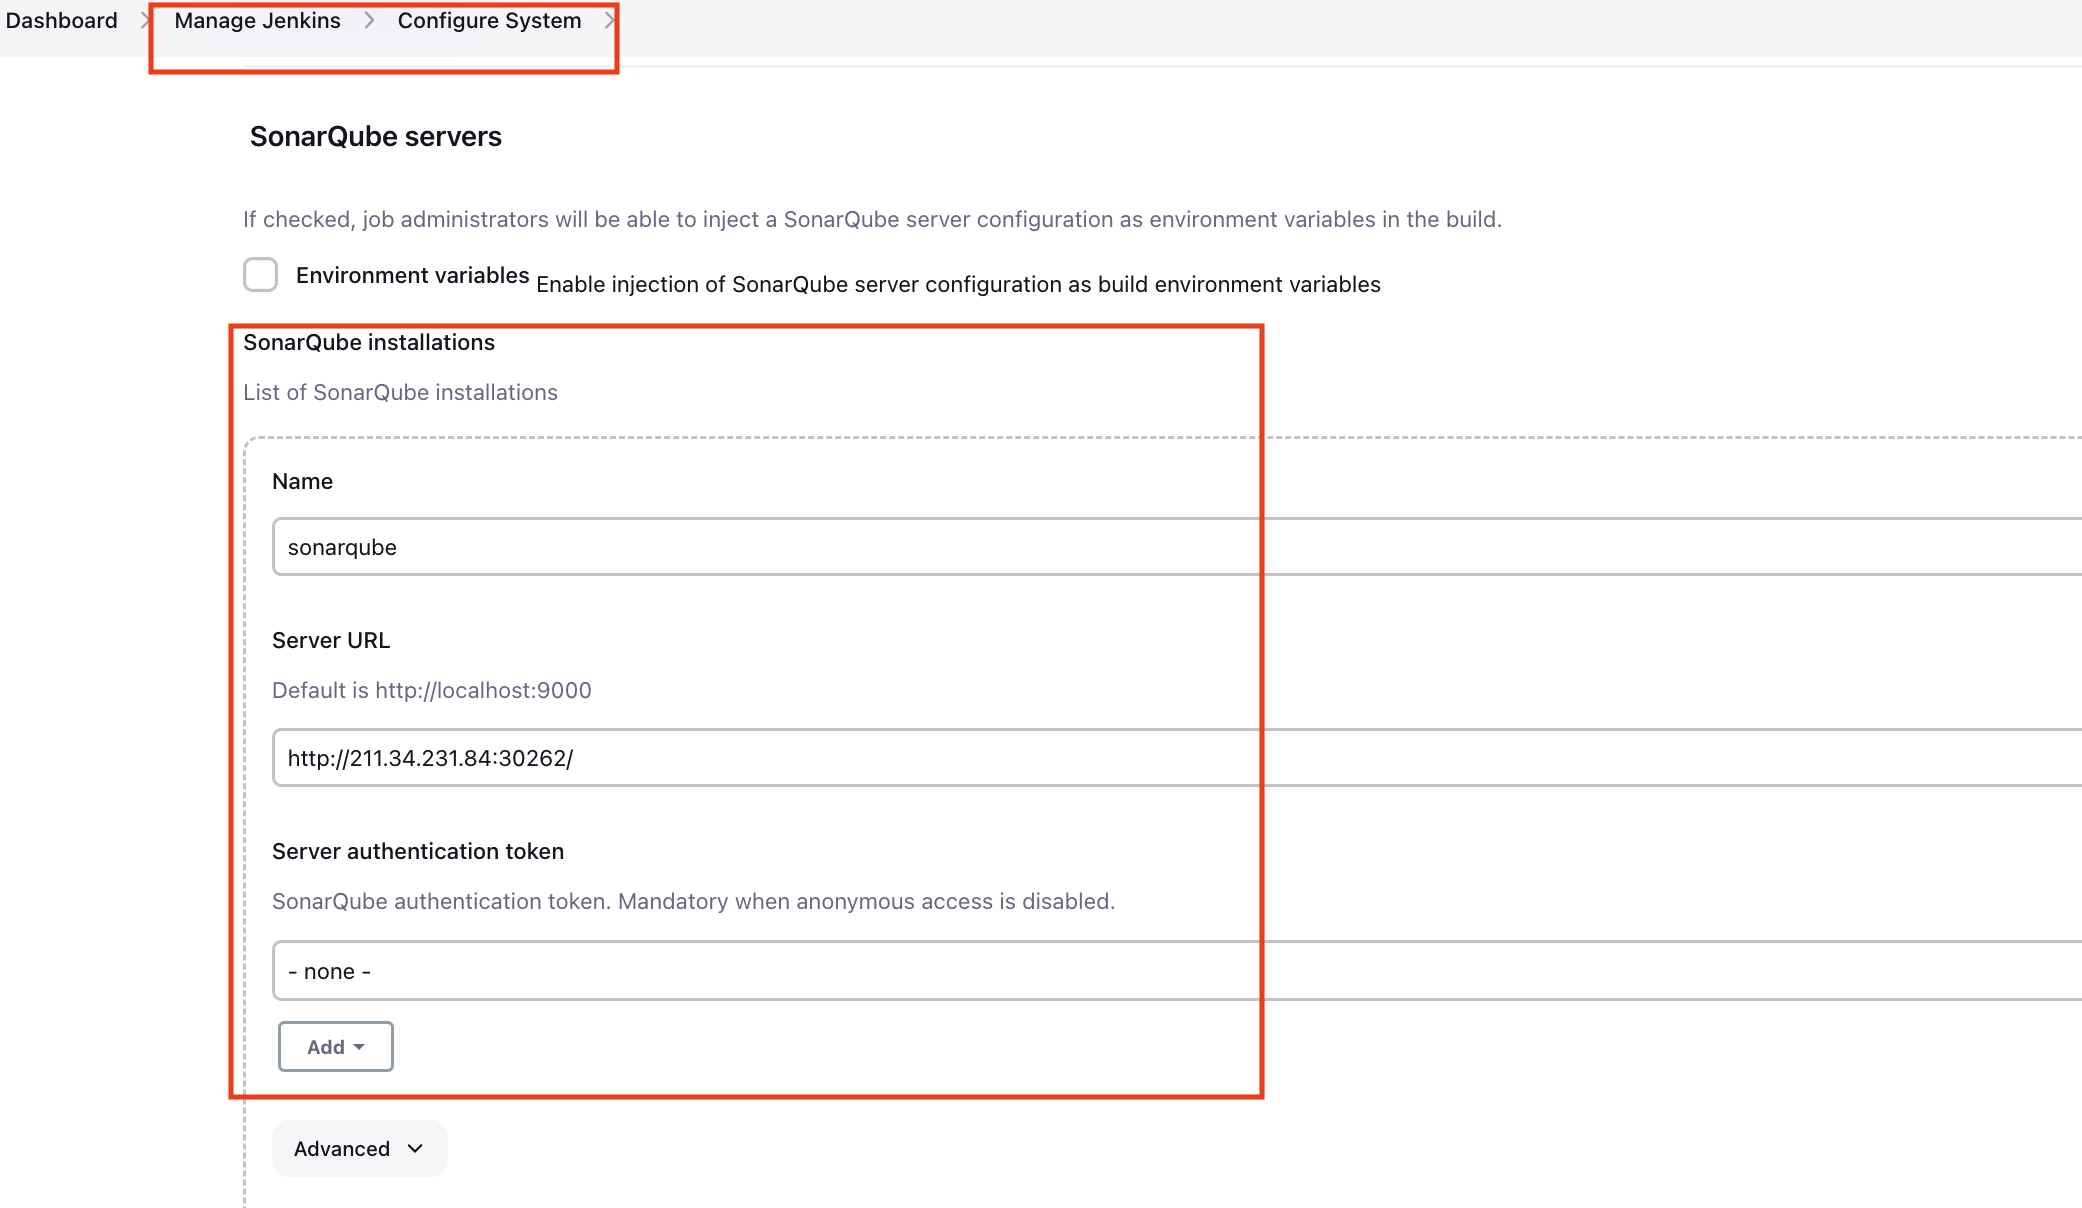 Dashboard > Manage Jenkins > Configure System >
SonarQube servers
If checked, job administrators will be able to inject a SonarQube server configuration as environment variables in the build.
Environment variables Enable injection of SonarQube server configuration as build environment variables
SonarQube installations
List of SonarQube installations
Name
sonarqube
Server URL
Default is http://localhost:9000
http://211.34.231.84:30262/
Server authentication token
SonarQube authentication token. Mandatory when anonymous access is disabled.
- none -
Add
Advanced